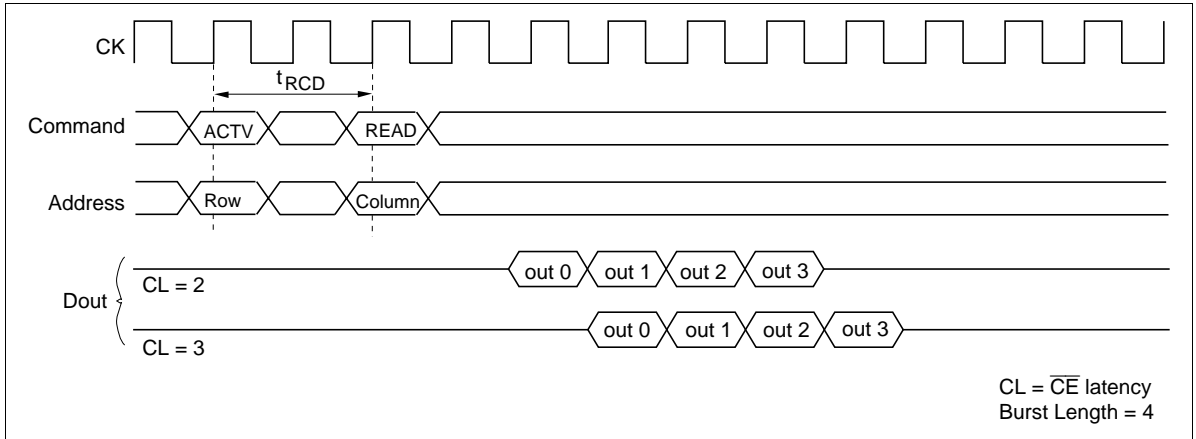 CK
tRCD
Command
ACTV
READ
Address
Row
Column
out 0 out 1 out 2 out 3
CL = 2
Dout
out 0 out 1 out 2 out 3
CL = 3
CL = C̅E̅ latency
Burst Length = 4